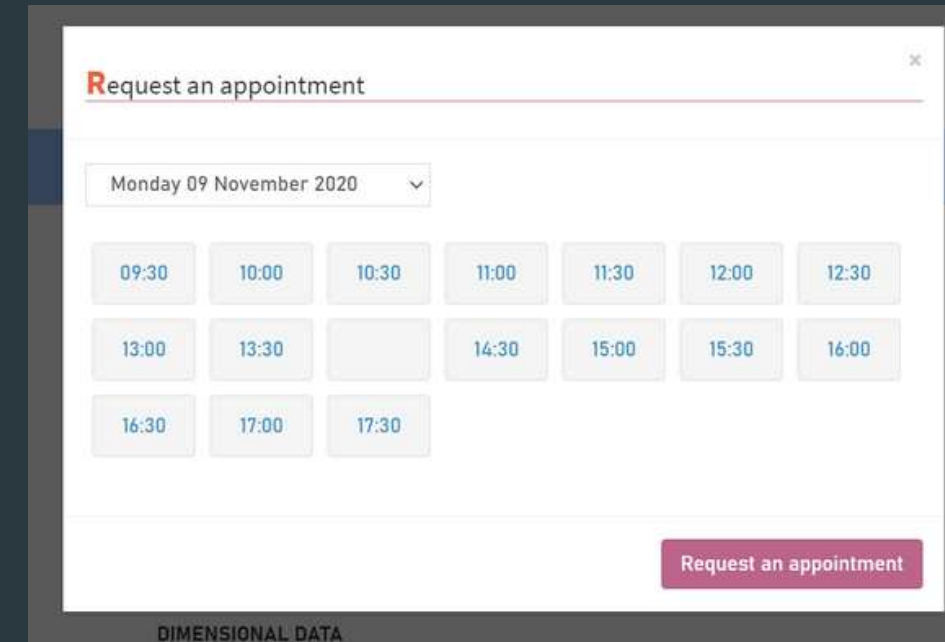 ×
Request an appointment
Monday 09 November 2020
09:30 10:00 10:30 11:00 11:30 12:00 12:30
13:00 13:30 14:30 15:00 15:30 16:00
16:30 17:00 17:30
Request an appointment
DIMENSIONAL DATA